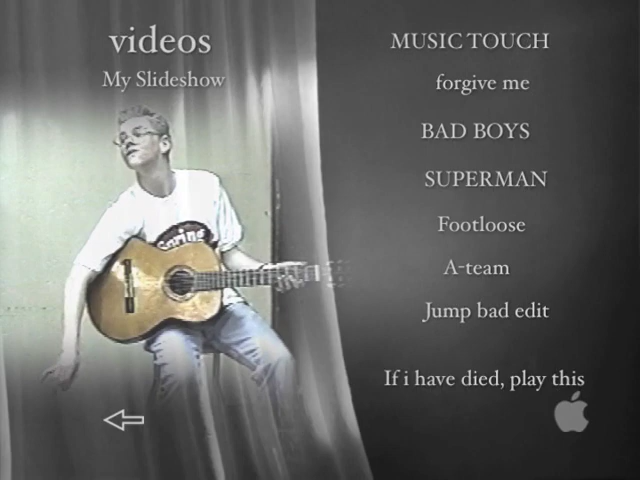 videos
My Slideshow
Spring
MUSIC TOUCH
forgive me
BAD BOYS
SUPERMAN
Footloose
A-team
Jump bad edit
If i have died, play this